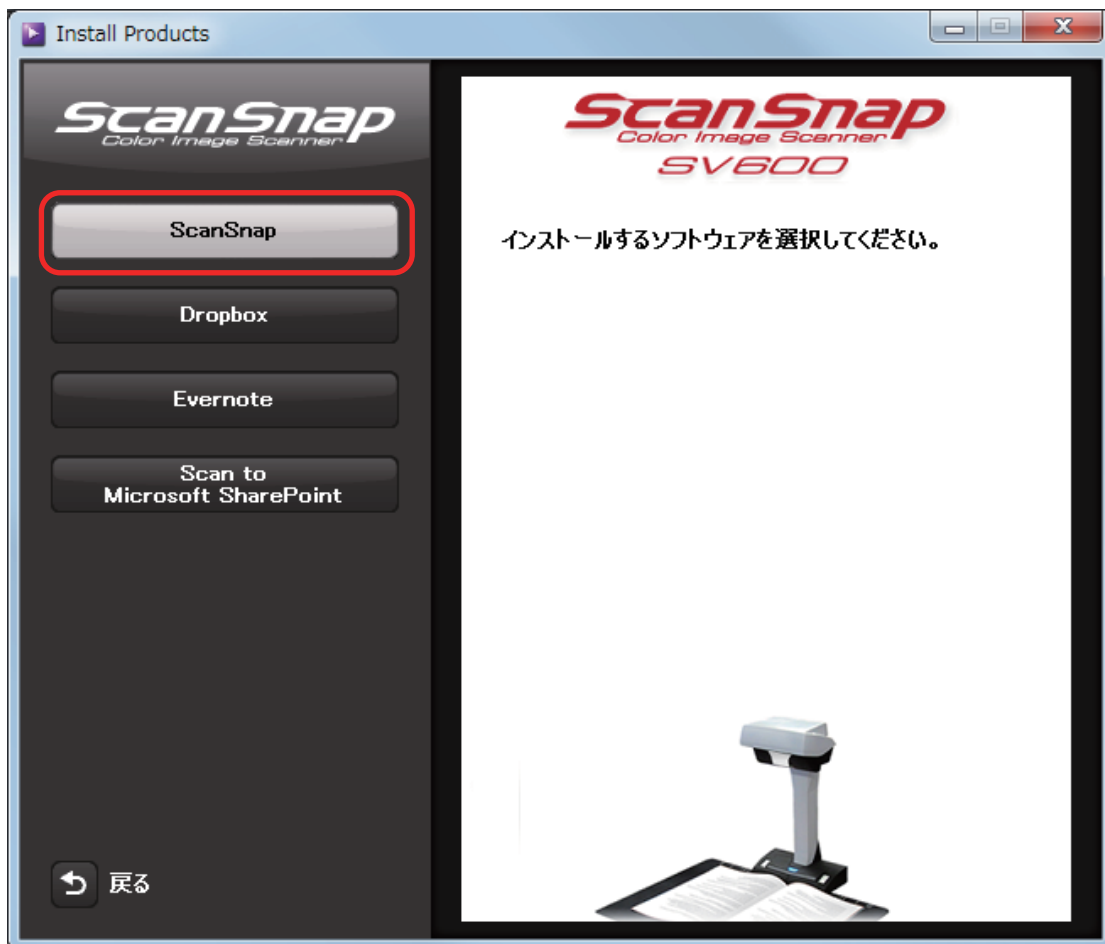 Install Products
ScanSnap
Color Image Scanner
ScanSnap
Dropbox
Evernote
Scan to
Microsoft SharePoint
戻る
ScanSnap
Color Image Scanner
SV600
インストールするソフトウェアを選択してください。